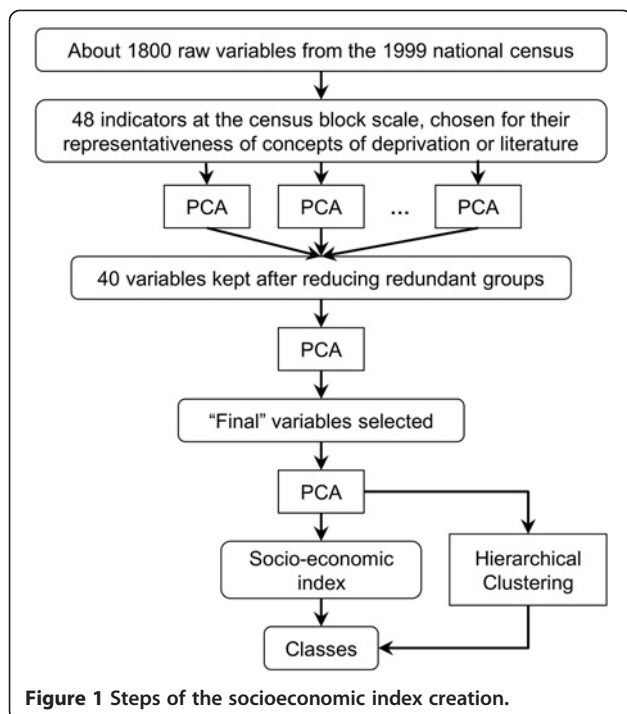 About 1800 raw variables from the 1999 national census
48 indicators at the census block scale, chosen for their
representativeness of concepts of deprivation or literature
PCA PCA ... PCA
40 variables kept after reducing redundant groups
PCA
“Final” variables selected
PCA
Socio-economic
index
Hierarchical
Clustering
Classes
Figure 1 Steps of the socioeconomic index creation.